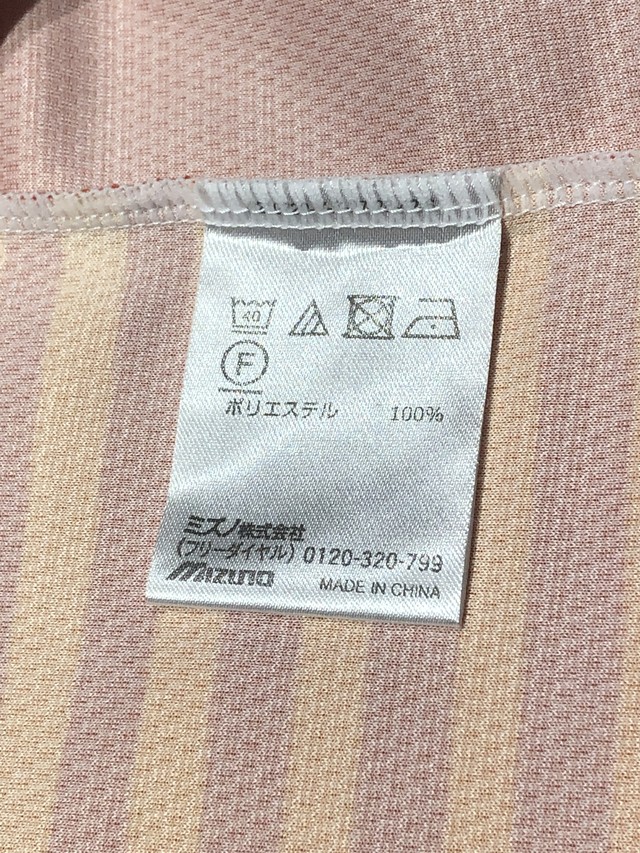 40
F
ポリエステル 100%
ミズノ株式会社
(フリーダイヤル) 0120-320-799
Mizuno MADE IN CHINA